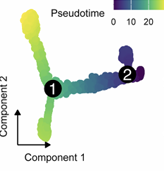 Pseudotime
0 10 20
1
2
Component 2
Component 1